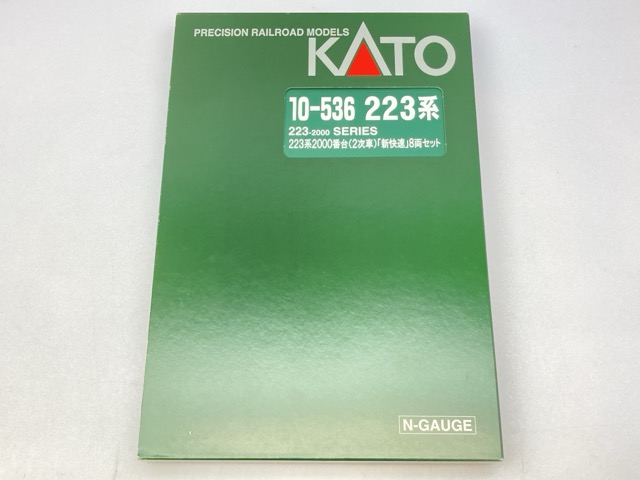 PRECISION RAILROAD MODELS
KATO
10-536 223系
223-2000 SERIES
223系2000番台(2次車)「新快速」8両セット
N-GAUGE